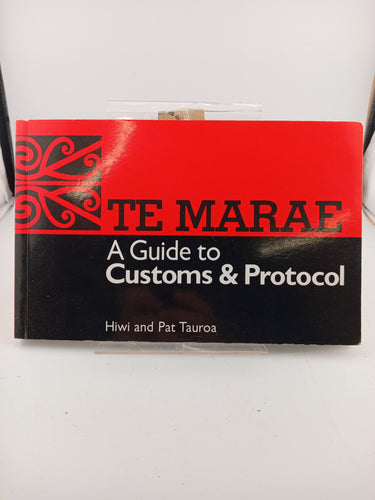 TE MARAE
A Guide to
Customs & Protocol
Hiwi and Pat Tauroa